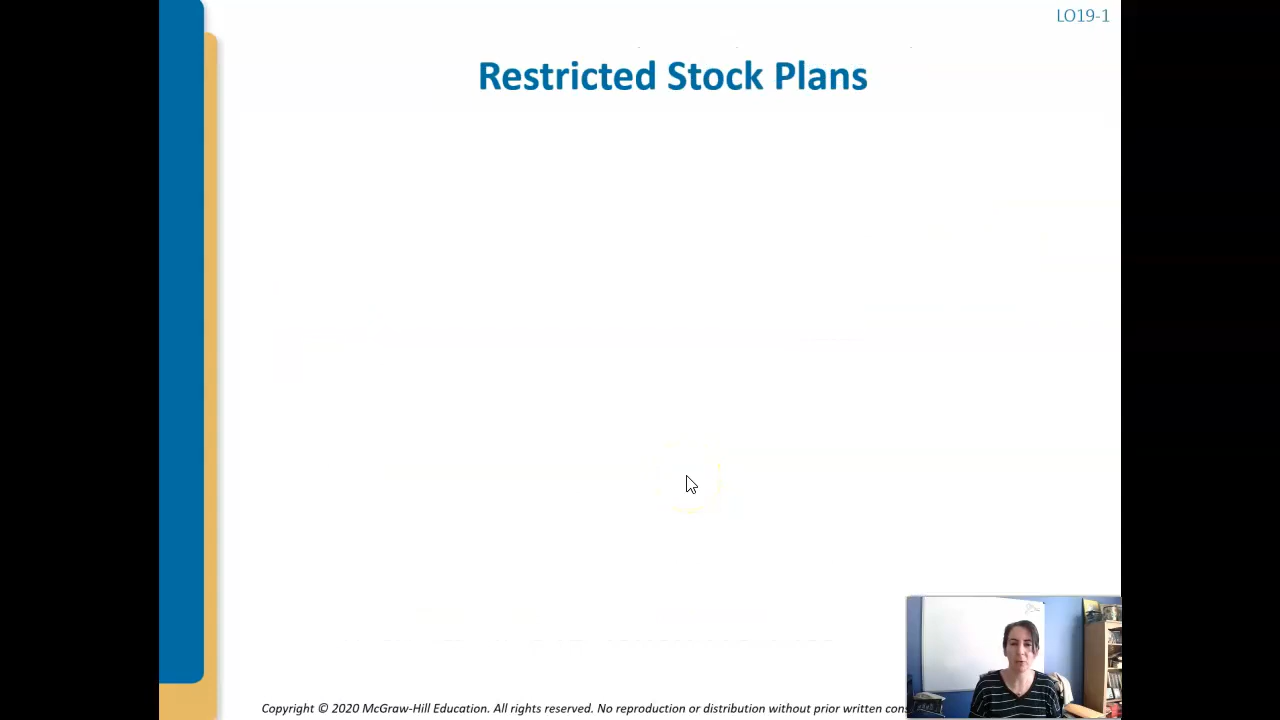 LO19-1
Restricted Stock Plans
Copyright © 2020 McGraw-Hill Education. All rights reserved. No reproduction or distribution without prior written